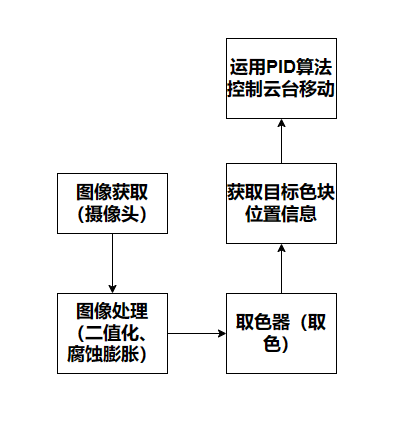 图像获取
（摄像头）
图像处理
（二值化、
腐蚀膨胀）
取色器（取
色）
获取目标色块
位置信息
运用PID算法
控制云台移动